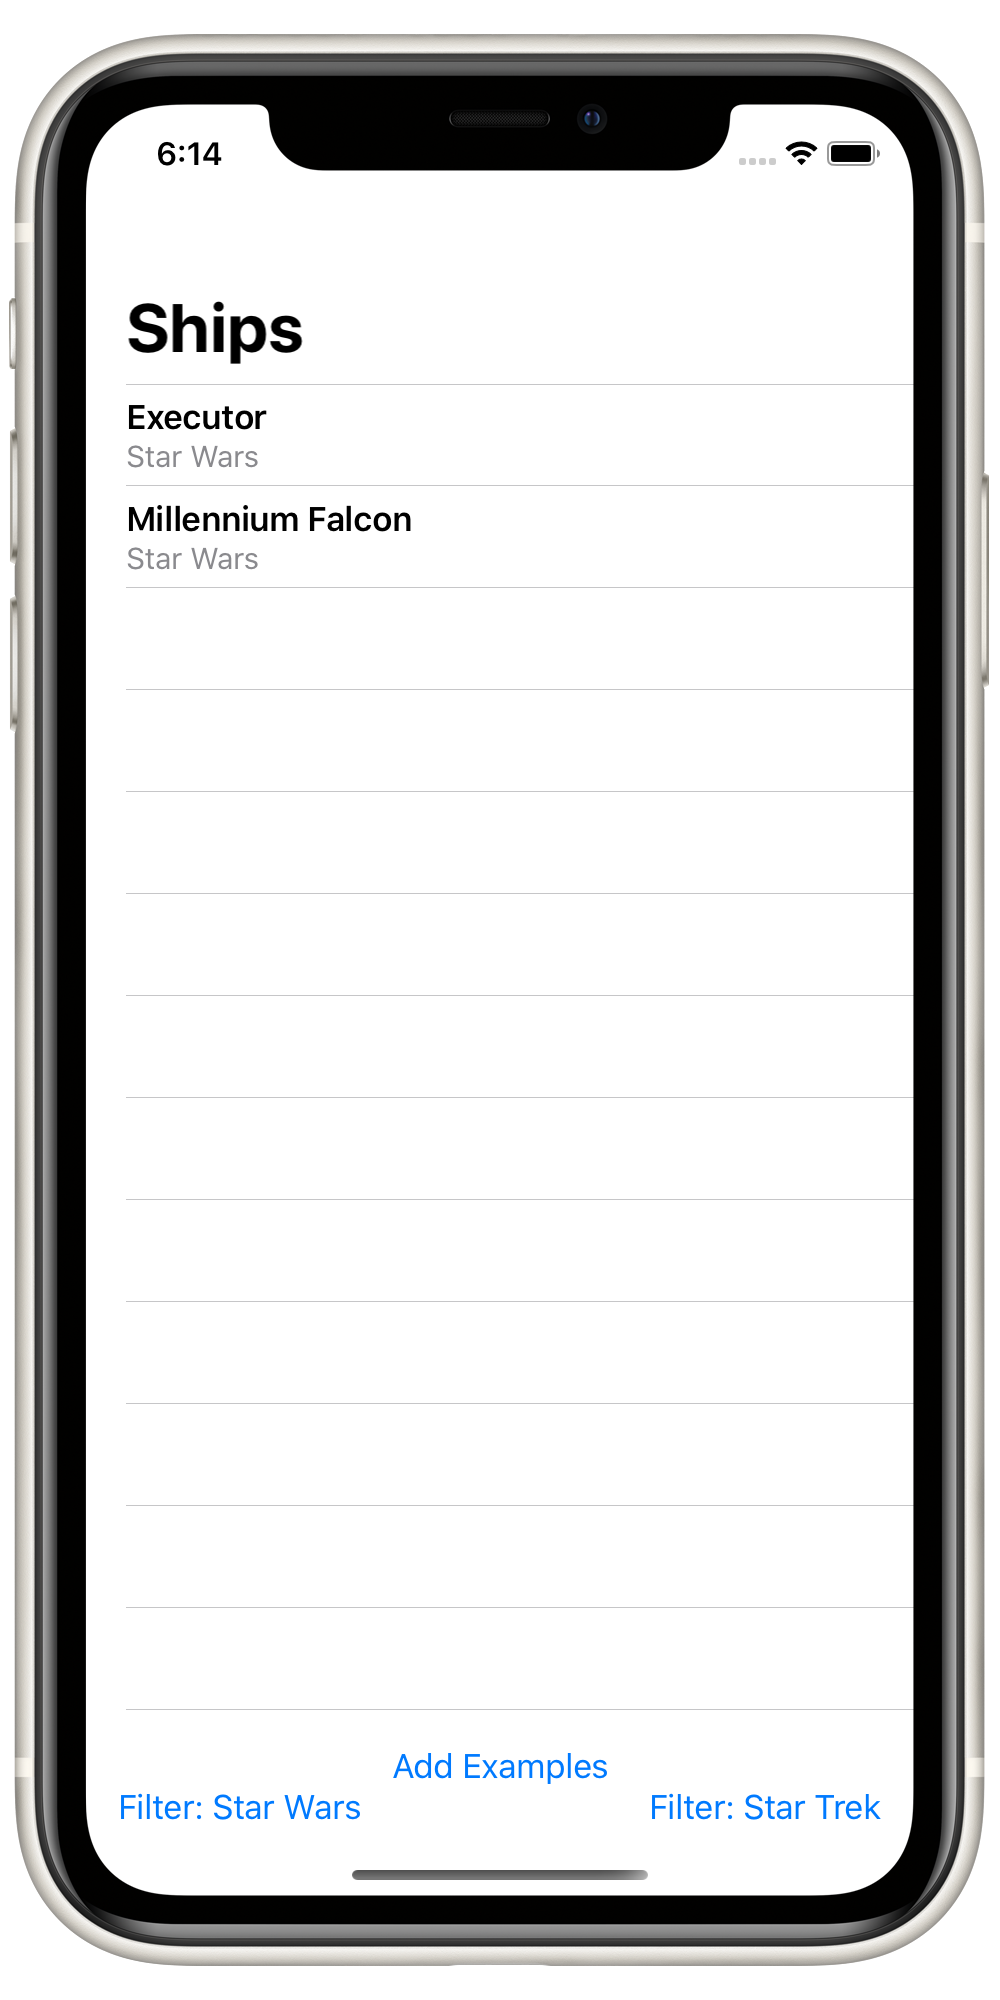 6:14
Ships
Executor
Star Wars
Millennium Falcon
Star Wars
Add Examples
Filter: Star Wars
Filter: Star Trek